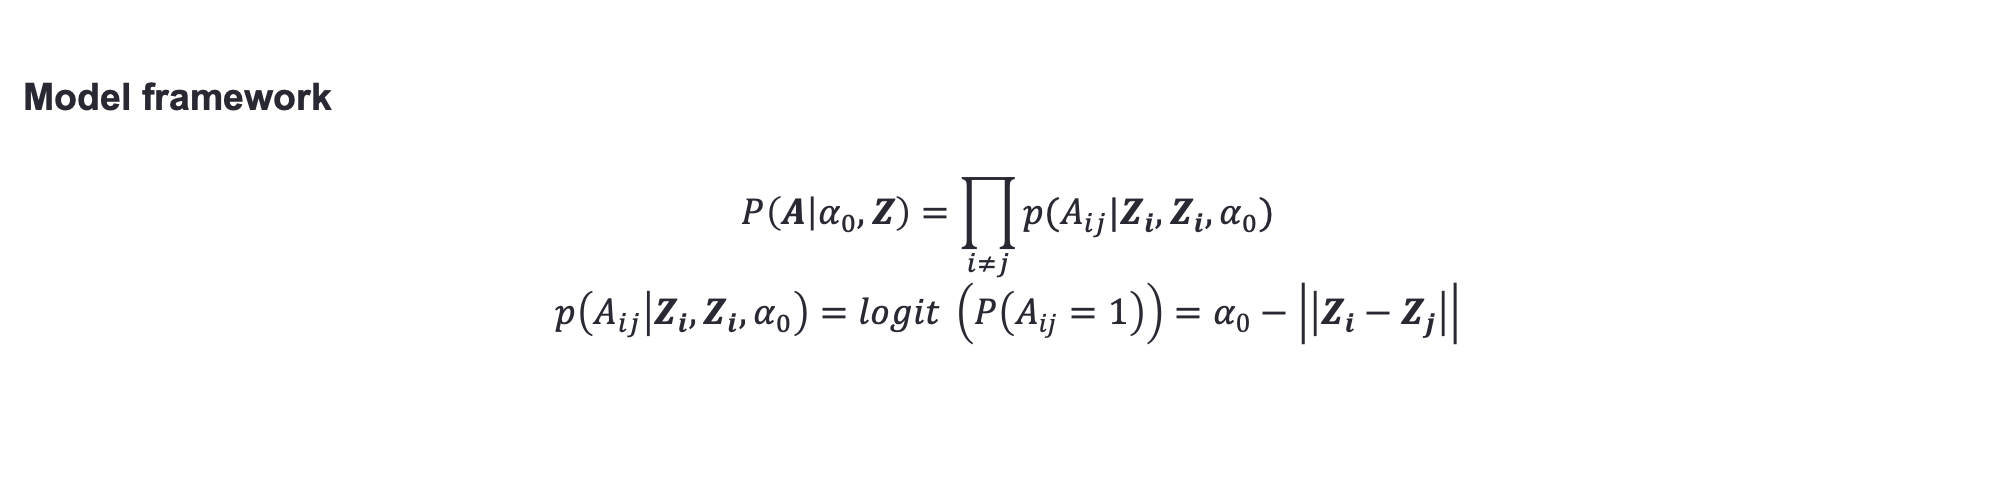 Model framework
P(A|α₀, Z) = ∏ p(Aᵢⱼ|Zᵢ, Zᵢ, α₀)
i≠j
p(Aᵢⱼ|Zᵢ, Zᵢ, α₀) = logit (P(Aᵢⱼ = 1)) = α₀ − ||Zᵢ − Zⱼ||